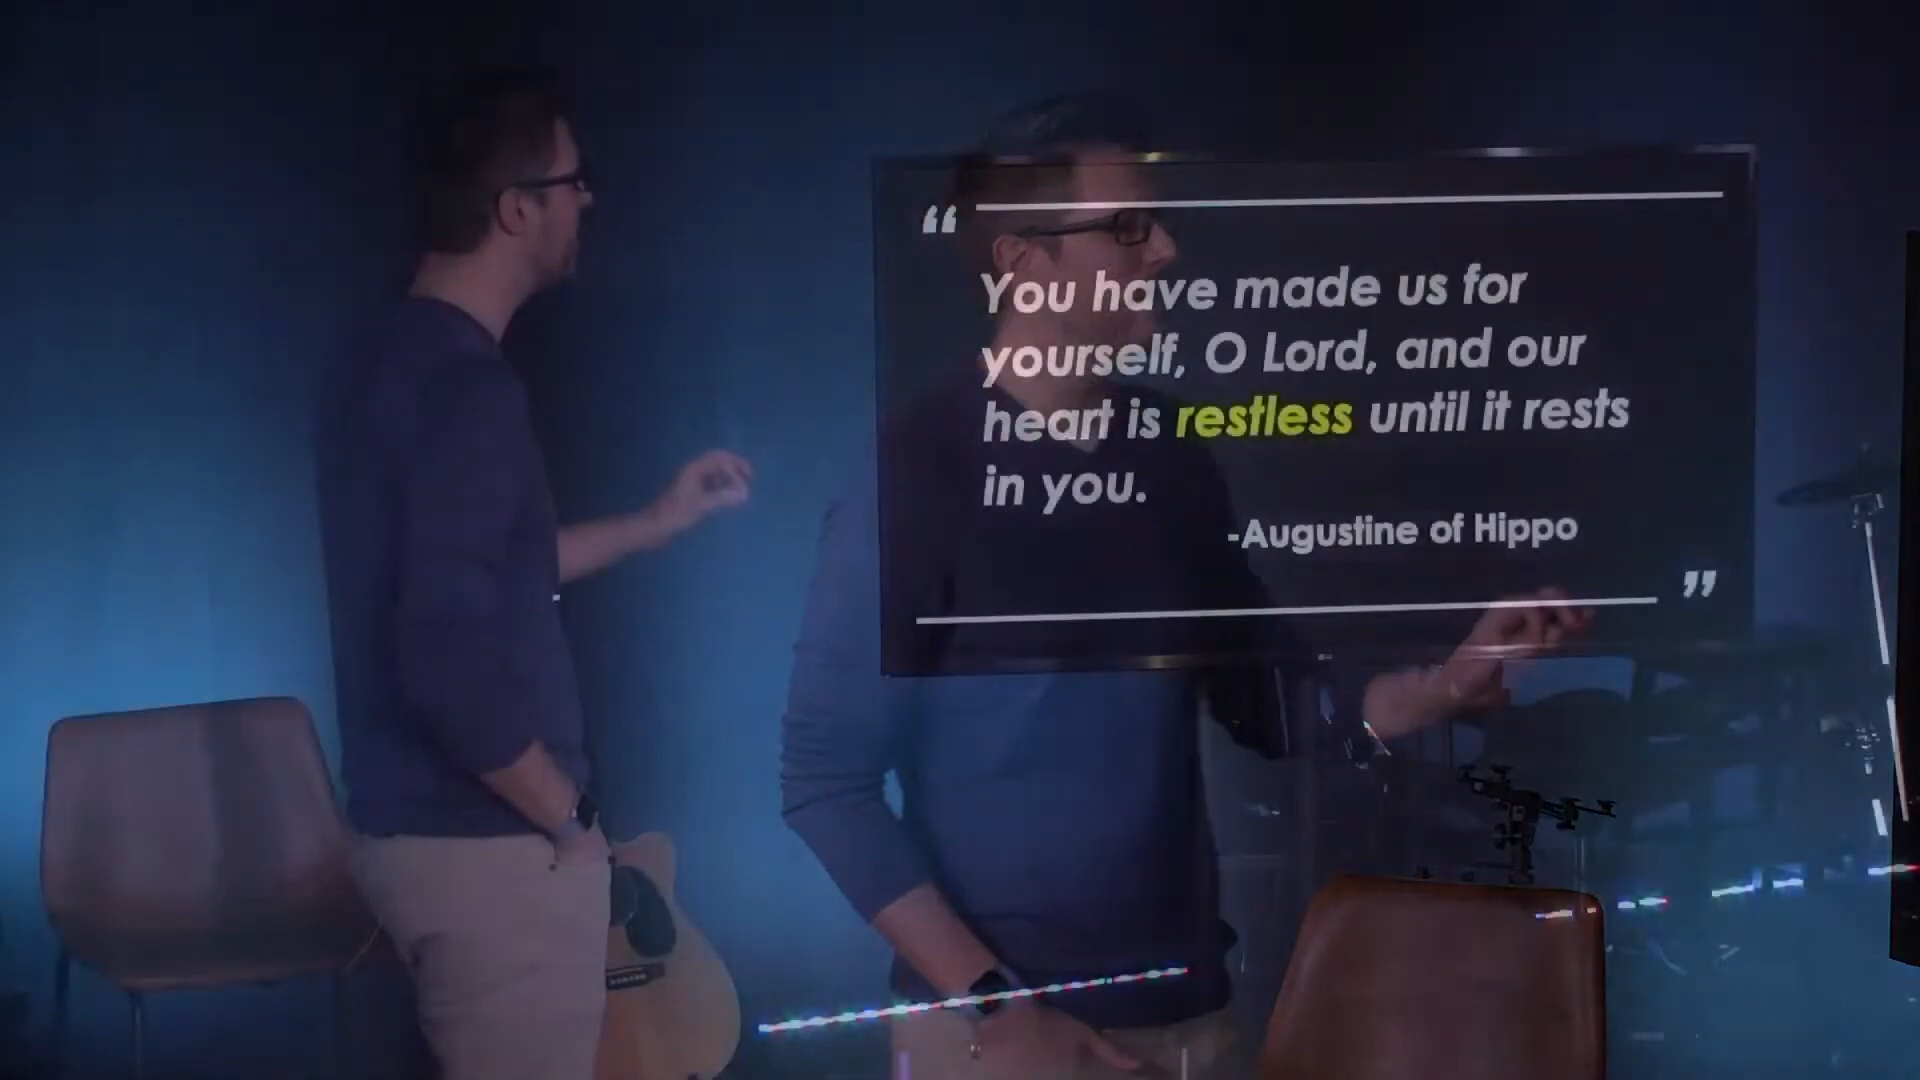 “
You have made us for
yourself, O Lord, and our
heart is restless until it rests
in you.
-Augustine of Hippo
”